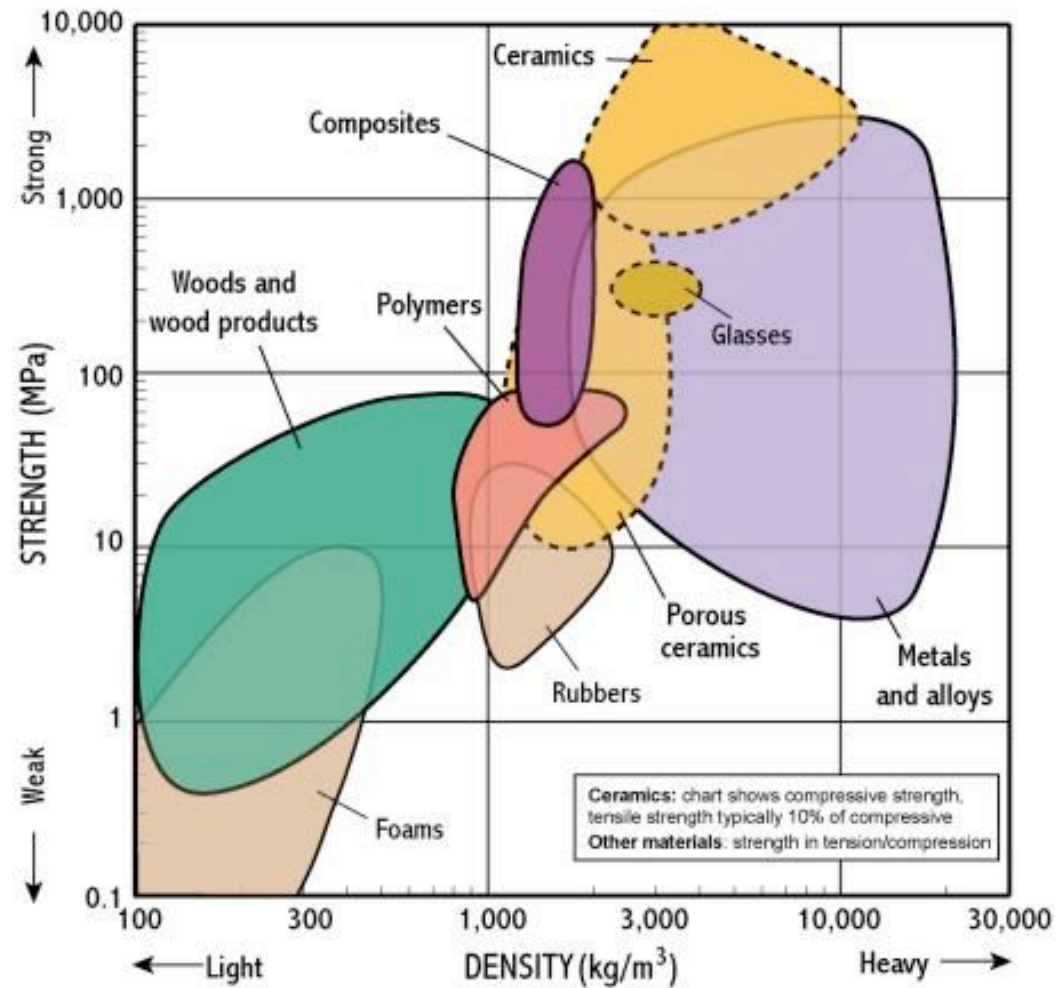 10,000
1,000
100
10
1
0.1
Strong
STRENGTH (MPa)
Weak
Ceramics
Composites
Woods and
wood products
Polymers
Glasses
Porous
ceramics
Rubbers
Metals
and alloys
Foams
Ceramics: chart shows compressive strength,
tensile strength typically 10% of compressive
Other materials: strength in tension/compression
100
300
1,000
3,000
10,000
30,000
Light
DENSITY (kg/m³)
Heavy